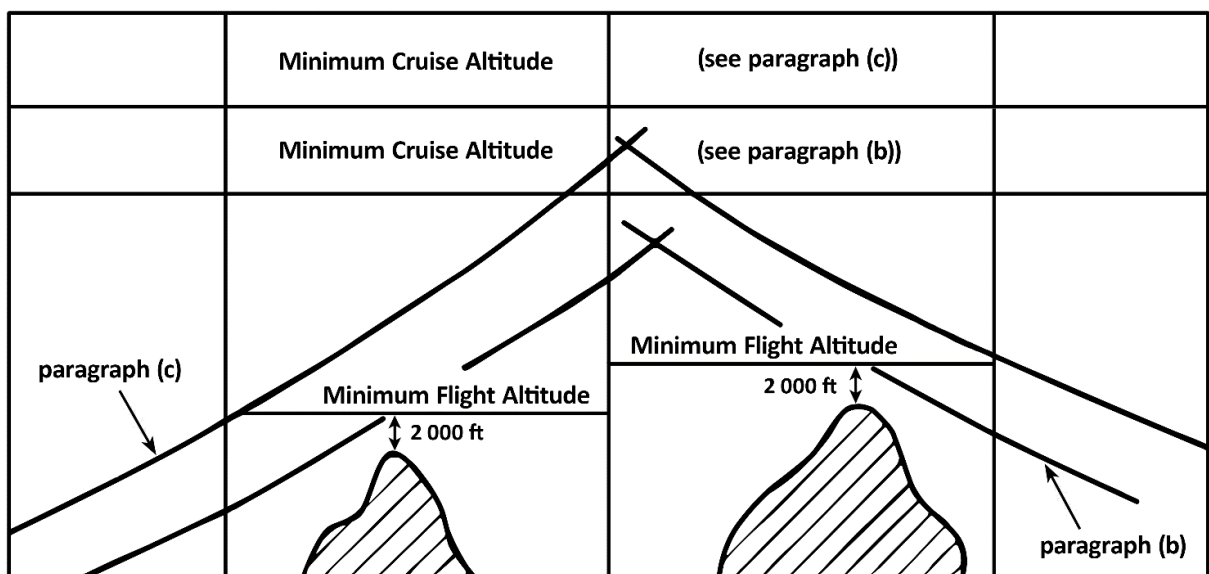 Minimum Cruise Altitude
(see paragraph (c))
Minimum Cruise Altitude
(see paragraph (b))
Minimum Flight Altitude
paragraph (c)
2 000 ft
Minimum Flight Altitude
2 000 ft
paragraph (b)